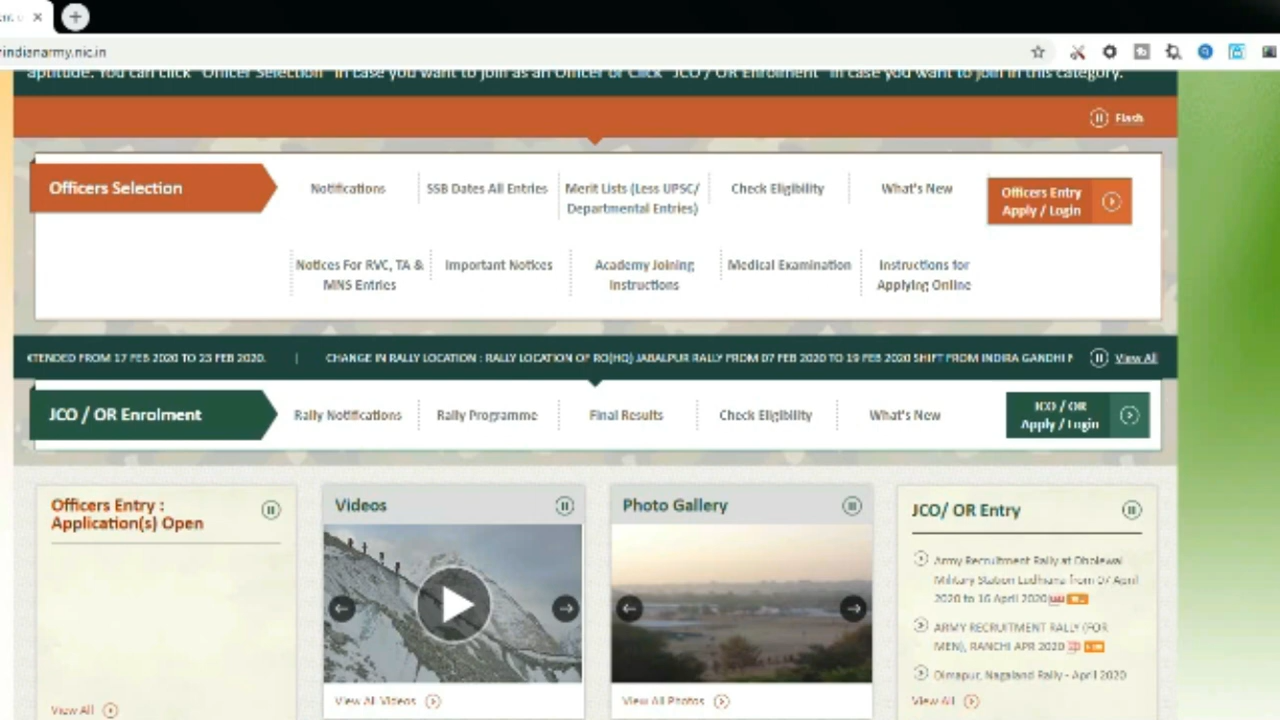 indianarmy.nic.in
aptitude. You can click "Officer Selection" in case you want to join as an Officer or Click "JCO / OR Enrolment" in case you want to join in this category.
Flash
Officers Selection
Notifications
SSB Dates All Entries
Merit Lists (Less UPSC/
Departmental Entries)
Check Eligibility
What's New
Officers Entry
Apply / Login
Notices For RVC, TA &
MNS Entries
Important Notices
Academy Joining
Instructions
Medical Examination
Instructions for
Applying Online
XTENDED FROM 17 FEB 2020 TO 23 FEB 2020. | CHANGE IN RALLY LOCATION : RALLY LOCATION OF RO(HQ) JABALPUR RALLY FROM 07 FEB 2020 TO 19 FEB 2020 SHIFT FROM INDIRA GANDHI
View All
JCO / OR Enrolment
Rally Notifications
Rally Programme
Final Results
Check Eligibility
What's New
JCO / OR
Apply / Login
Officers Entry :
Application(s) Open
View All
Videos
View All Videos
Photo Gallery
View All Photos
JCO/ OR Entry
Army Recruitment Rally at Dholewal
Military Station Ludhiana from 07 April
2020 to 16 April 2020
ARMY RECRUITMENT RALLY (FOR
MEN), RANCHI APR 2020
Dimapur, Nagaland Rally - April 2020
View All